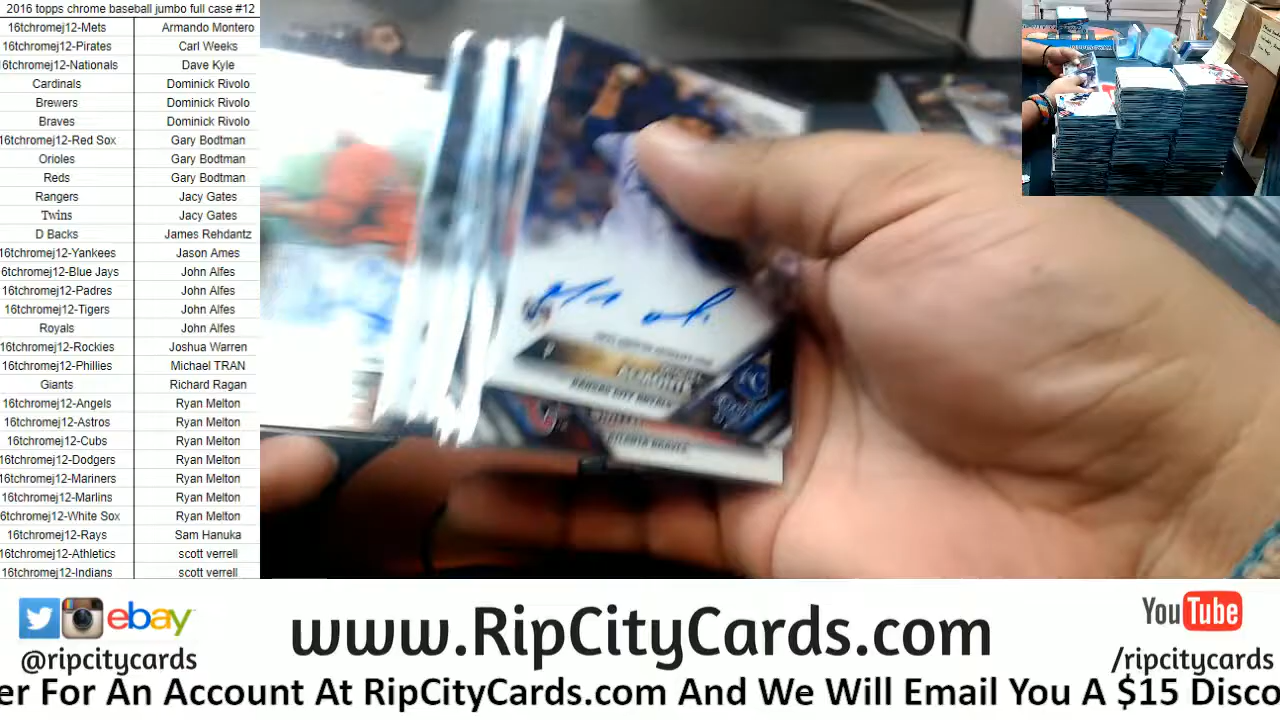 2016 topps chrome baseball jumbo full case #12
16tchromej12-Mets Armando Montero
16tchromej12-Pirates Carl Weeks
16tchromej12-Nationals Dave Kyle
Cardinals Dominick Rivolo
Brewers Dominick Rivolo
Braves Dominick Rivolo
16tchromej12-Red Sox Gary Bodtman
Orioles Gary Bodtman
Reds Gary Bodtman
Rangers Jacy Gates
Twins Jacy Gates
D Backs James Rehdantz
16tchromej12-Yankees Jason Ames
6tchromej12-Blue Jays John Alfes
16tchromej12-Padres John Alfes
16tchromej12-Tigers John Alfes
Royals John Alfes
16tchromej12-Rockies Joshua Warren
16tchromej12-Phillies Michael TRAN
Giants Richard Ragan
16tchromej12-Angels Ryan Melton
16tchromej12-Astros Ryan Melton
16tchromej12-Cubs Ryan Melton
16tchromej12-Dodgers Ryan Melton
16tchromej12-Mariners Ryan Melton
16tchromej12-Marlins Ryan Melton
6tchromej12-White Sox Ryan Melton
16tchromej12-Rays Sam Hanuka
16tchromej12-Athletics scott verrell
16tchromej12-Indians scott verrell
KANSAS CITY ROYALS
ATLANTA BRAVES
ebay
@ripcitycards
www.RipCityCards.com
YouTube
/ripcitycards
er For An Account At RipCityCards.com And We Will Email You A $15 Disco